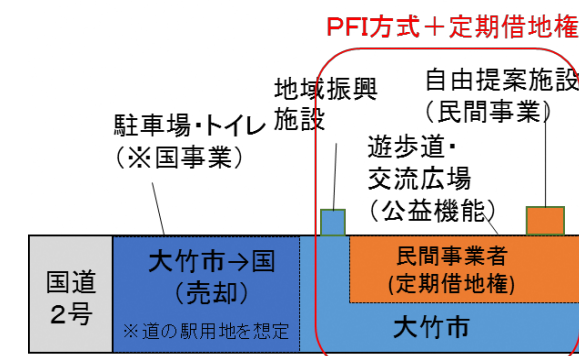 PFI方式+定期借地権
地域振興
施設
自由提案施設
(民間事業)
駐車場・トイレ
(※国事業)
遊歩道・
交流広場
(公益機能)
国道
2号
大竹市→国
(売却)
※道の駅用地を想定
民間事業者
(定期借地権)
大竹市